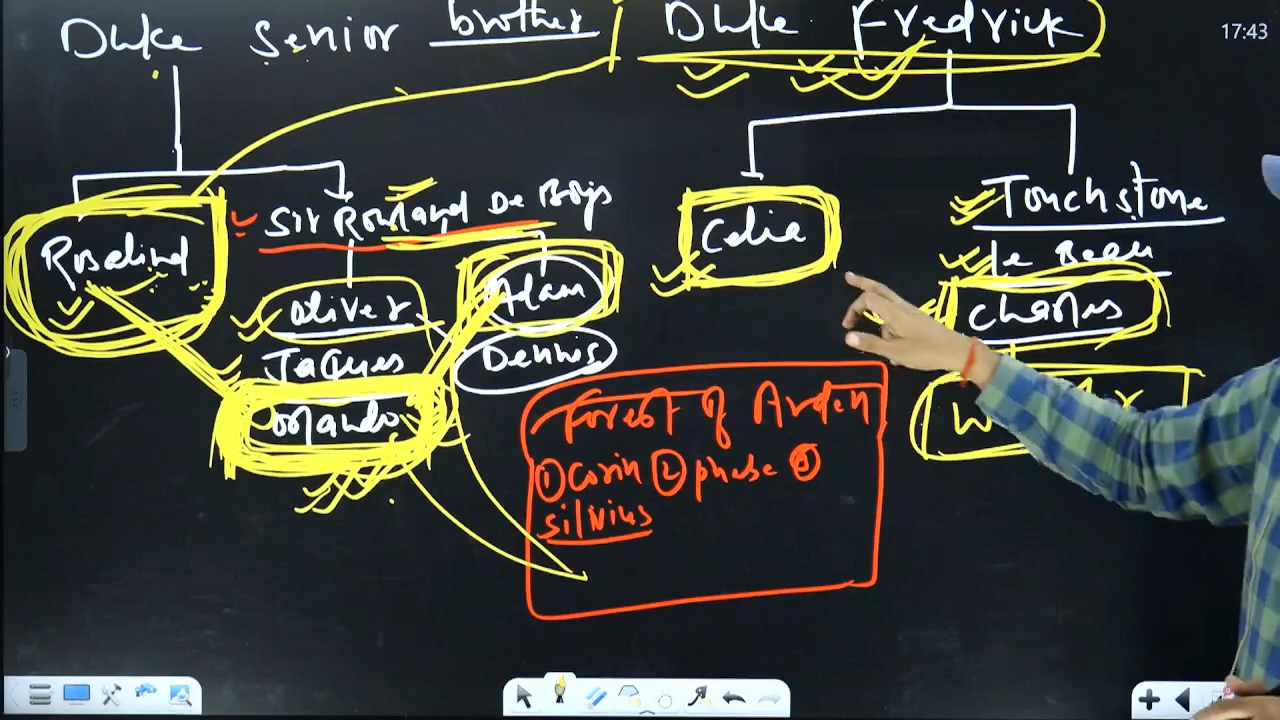 Duke Senior brother Duke Fredrick
17:43
Rosalind
Sir Rowland De Boys
Oliver
Jaques
Orlando
Adam
Dennis
Celia
Touchstone
le Beau
Charles
Forest of Arden
① Corin ② phebe ③
silvius